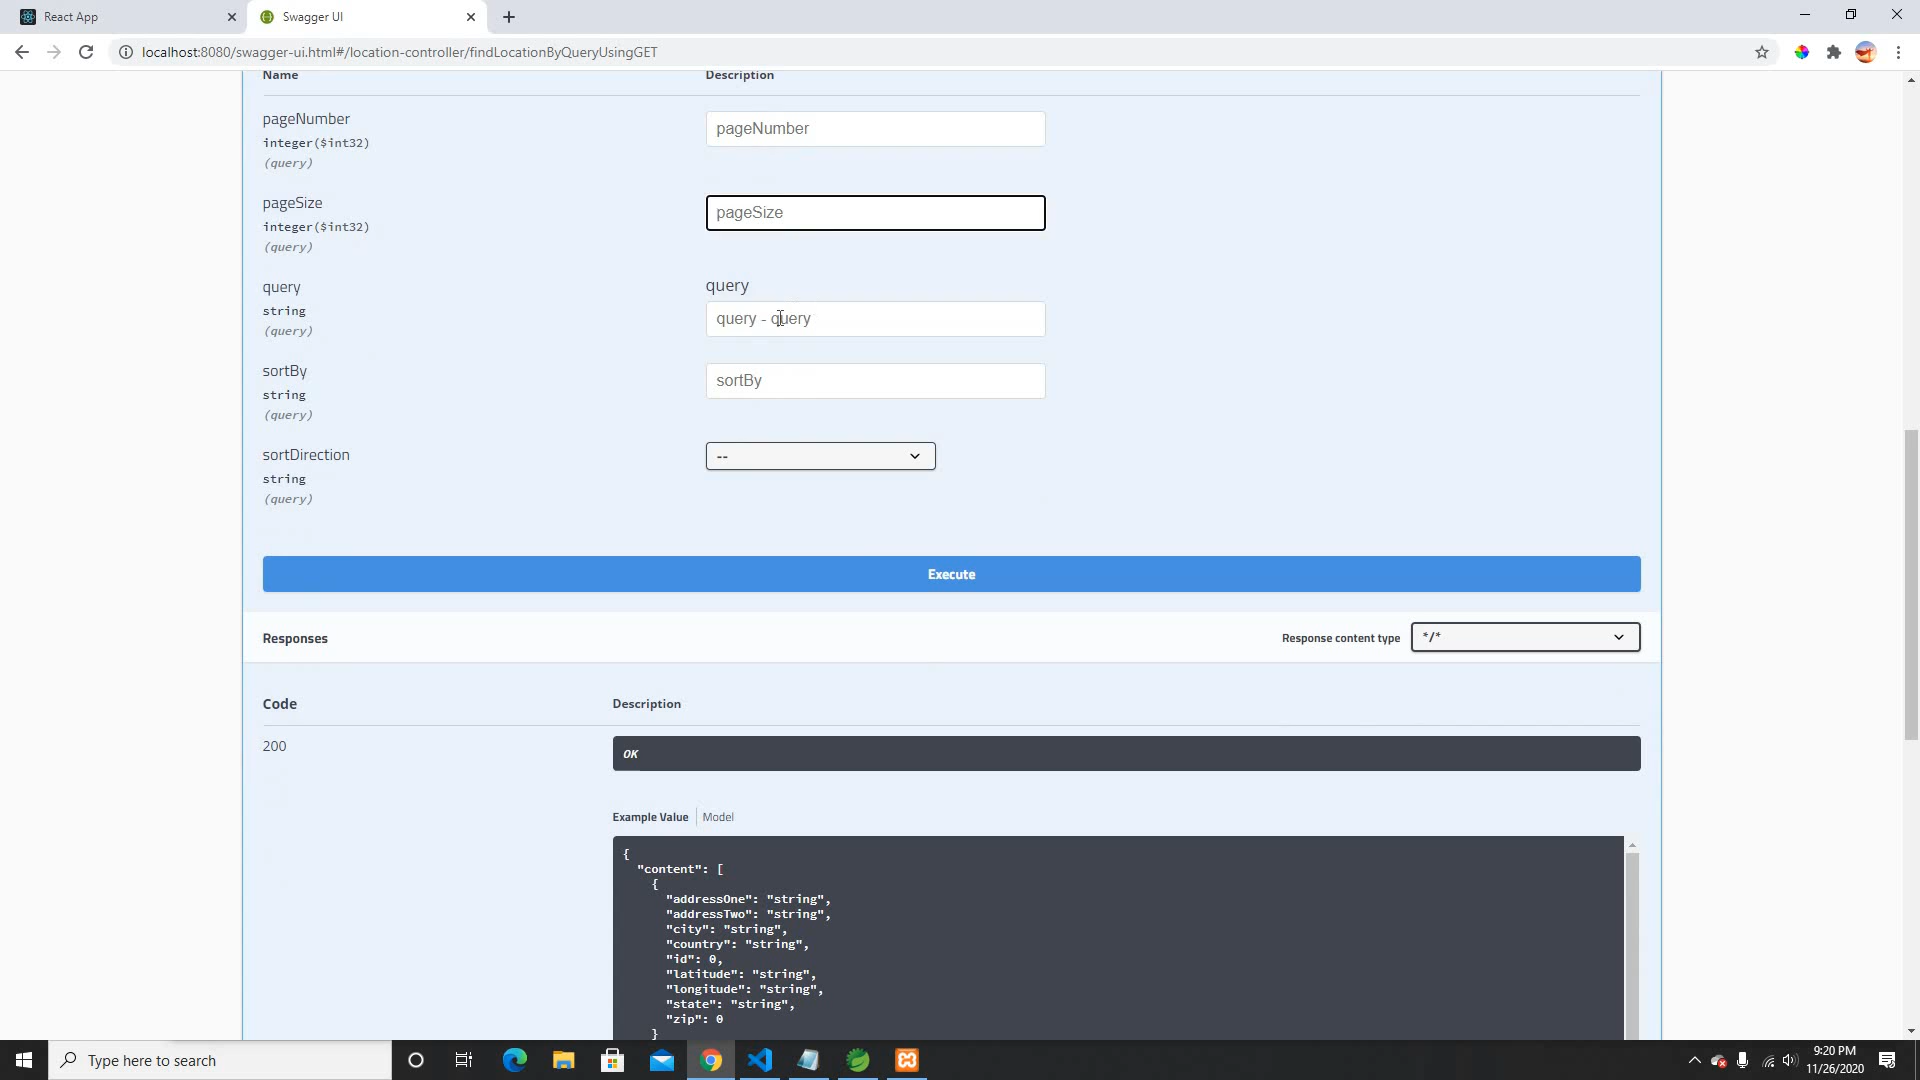 React App
Swagger UI
localhost:8080/swagger-ui.html#/location-controller/findLocationByQueryUsingGET
Name Description
pageNumber
integer($int32)
(query)
pageNumber
pageSize
integer($int32)
(query)
pageSize
query
string
(query)
query
query - query
sortBy
string
(query)
sortBy
sortDirection
string
(query)
--
Execute
Responses
Response content type */*
Code Description
200
OK
Example Value Model
{
"content": [
{
"addressOne": "string",
"addressTwo": "string",
"city": "string",
"country": "string",
"id": 0,
"latitude": "string",
"longitude": "string",
"state": "string",
"zip": 0
}
Type here to search
9:20 PM
11/26/2020